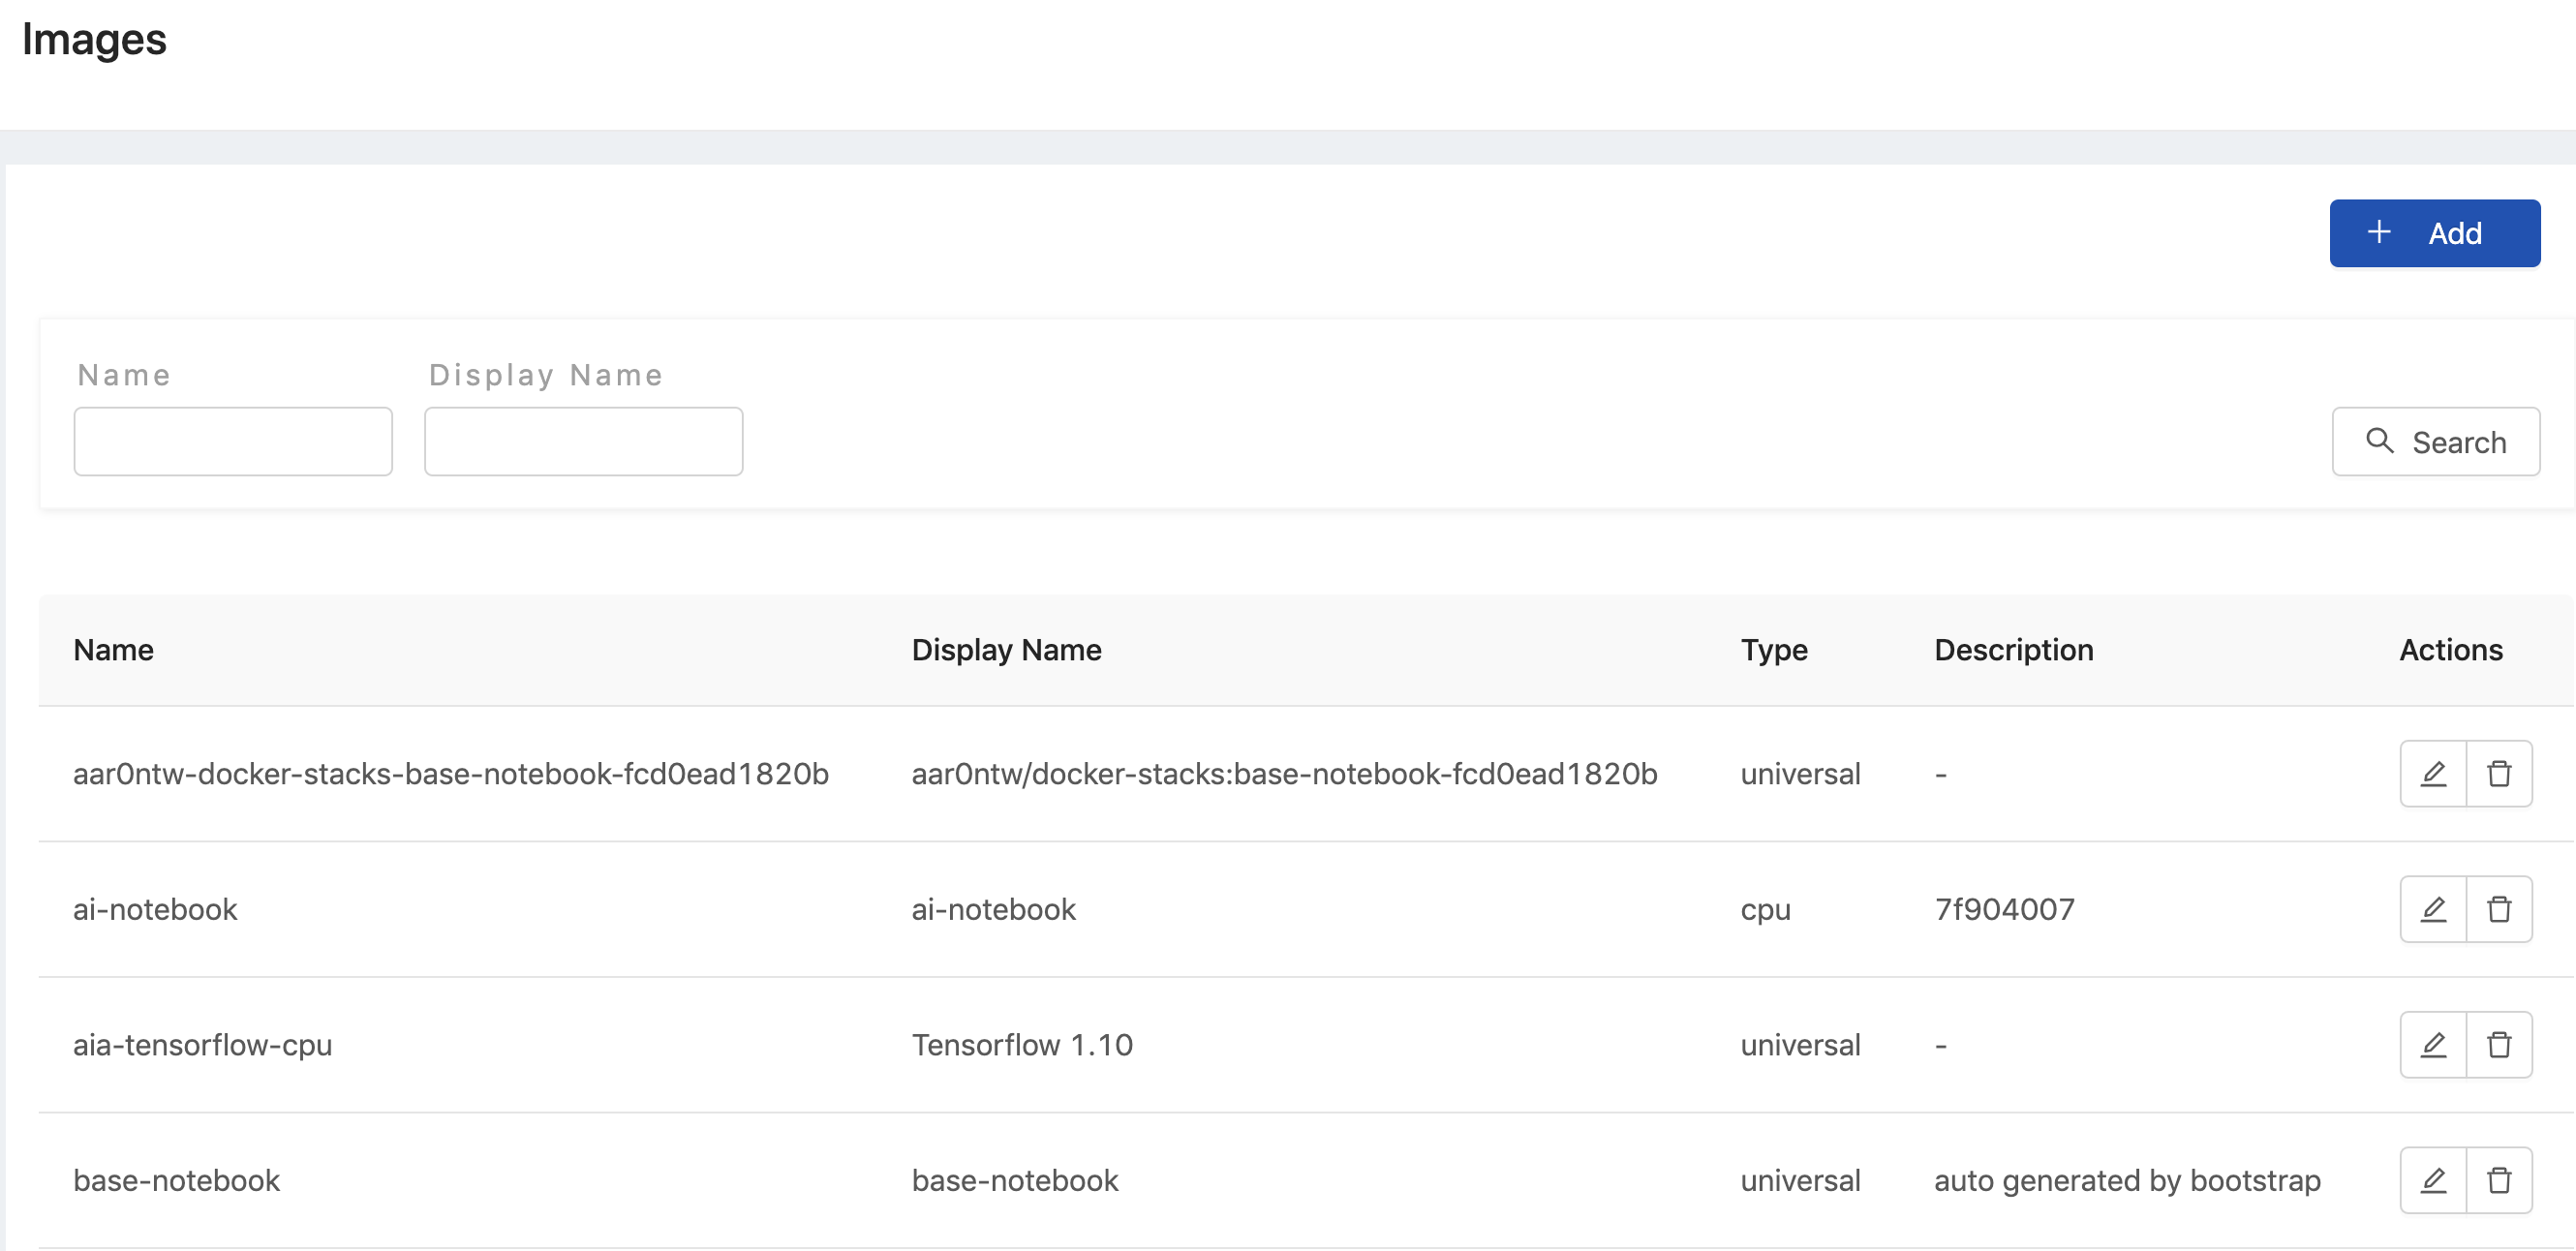 Images
Add
Name Display Name
Search
Name Display Name Type Description Actions
aar0ntw-docker-stacks-base-notebook-fcd0ead1820b aar0ntw/docker-stacks:base-notebook-fcd0ead1820b universal -
ai-notebook ai-notebook cpu 7f904007
aia-tensorflow-cpu Tensorflow 1.10 universal -
base-notebook base-notebook universal auto generated by bootstrap